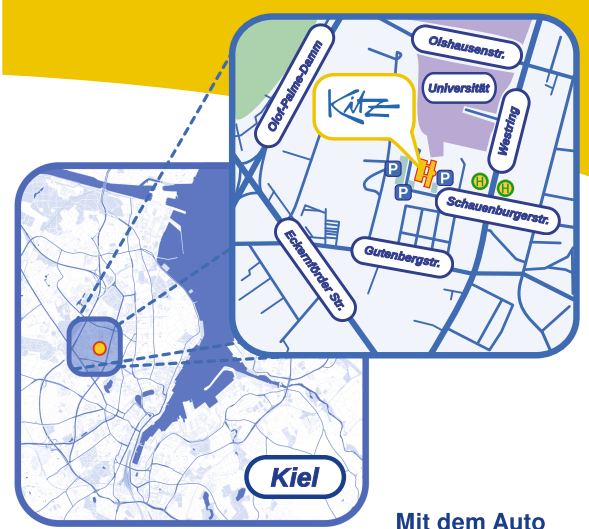 Olof-Palme-Damm
Olshausenstr.
Universität
Kitz
Westring
P
P
P
H
H
Schauenburgerstr.
Eckernförder Str.
Gutenbergstr.
Kiel
Mit dem Auto